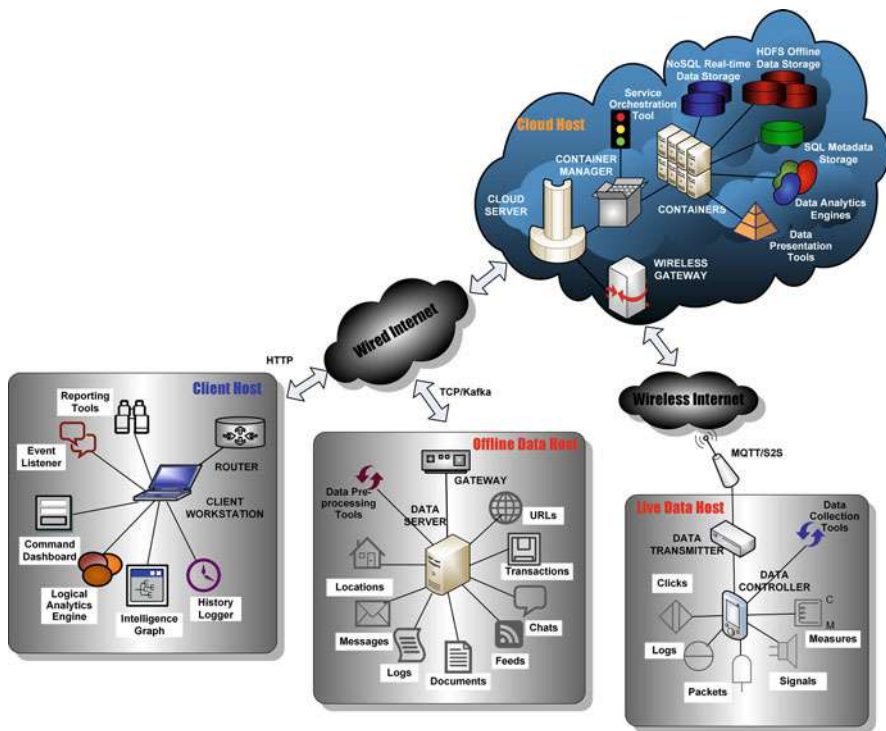 HDFS Offline
Data Storage
NoSQL Real-time
Data Storage
Service
Orchestration
Tool
Cloud Host
SQL Metadata
Storage
CONTAINER
MANAGER
CLOUD
SERVER
CONTAINERS
Data Analytics
Engines
Data
Presentation
Tools
WIRELESS
GATEWAY
Wired Internet
HTTP
TCP/Kafka
Wireless Internet
MQTT/S2S
Client Host
Reporting
Tools
Event
Listener
ROUTER
CLIENT
WORKSTATION
Command
Dashboard
Logical
Analytics
Engine
Intelligence
Graph
History
Logger
Offline Data Host
GATEWAY
Data Pre-
processing
Tools
DATA
SERVER
URLs
Locations
Transactions
Messages
Chats
Logs
Documents
Feeds
Live Data Host
Data
Collection
Tools
DATA
TRANSMITTER
DATA
CONTROLLER
Clicks
C
M
Measures
Logs
Signals
Packets